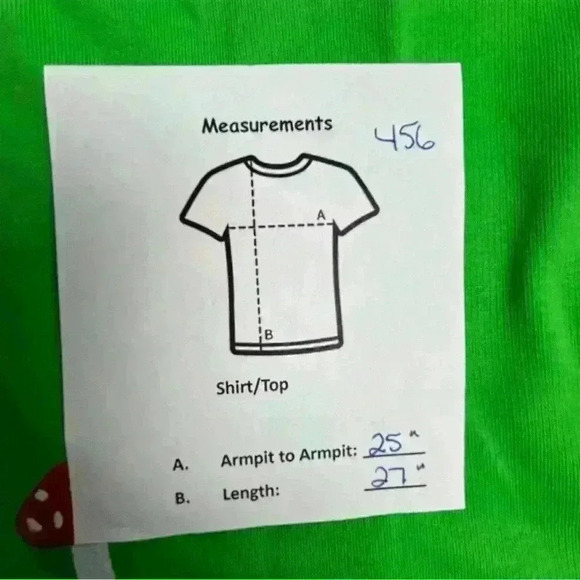 Measurements
456
A
B
Shirt/Top
A. Armpit to Armpit: 25"
B. Length: 27"